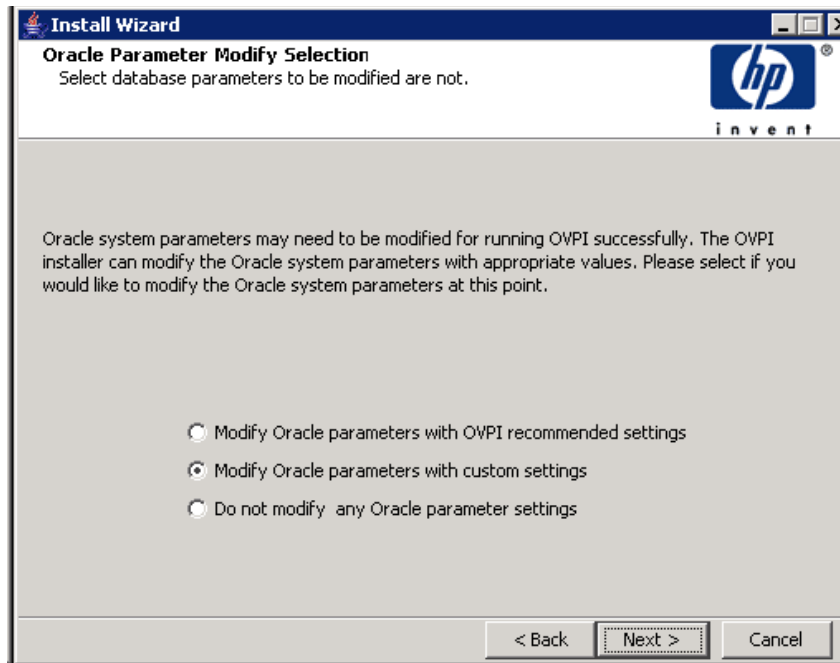 Install Wizard
Oracle Parameter Modify Selection
Select database parameters to be modified are not.
hp
®
invent
Oracle system parameters may need to be modified for running OVPI successfully. The OVPI
installer can modify the Oracle system parameters with appropriate values. Please select if you
would like to modify the Oracle system parameters at this point.
Modify Oracle parameters with OVPI recommended settings
Modify Oracle parameters with custom settings
Do not modify any Oracle parameter settings
< Back Next > Cancel